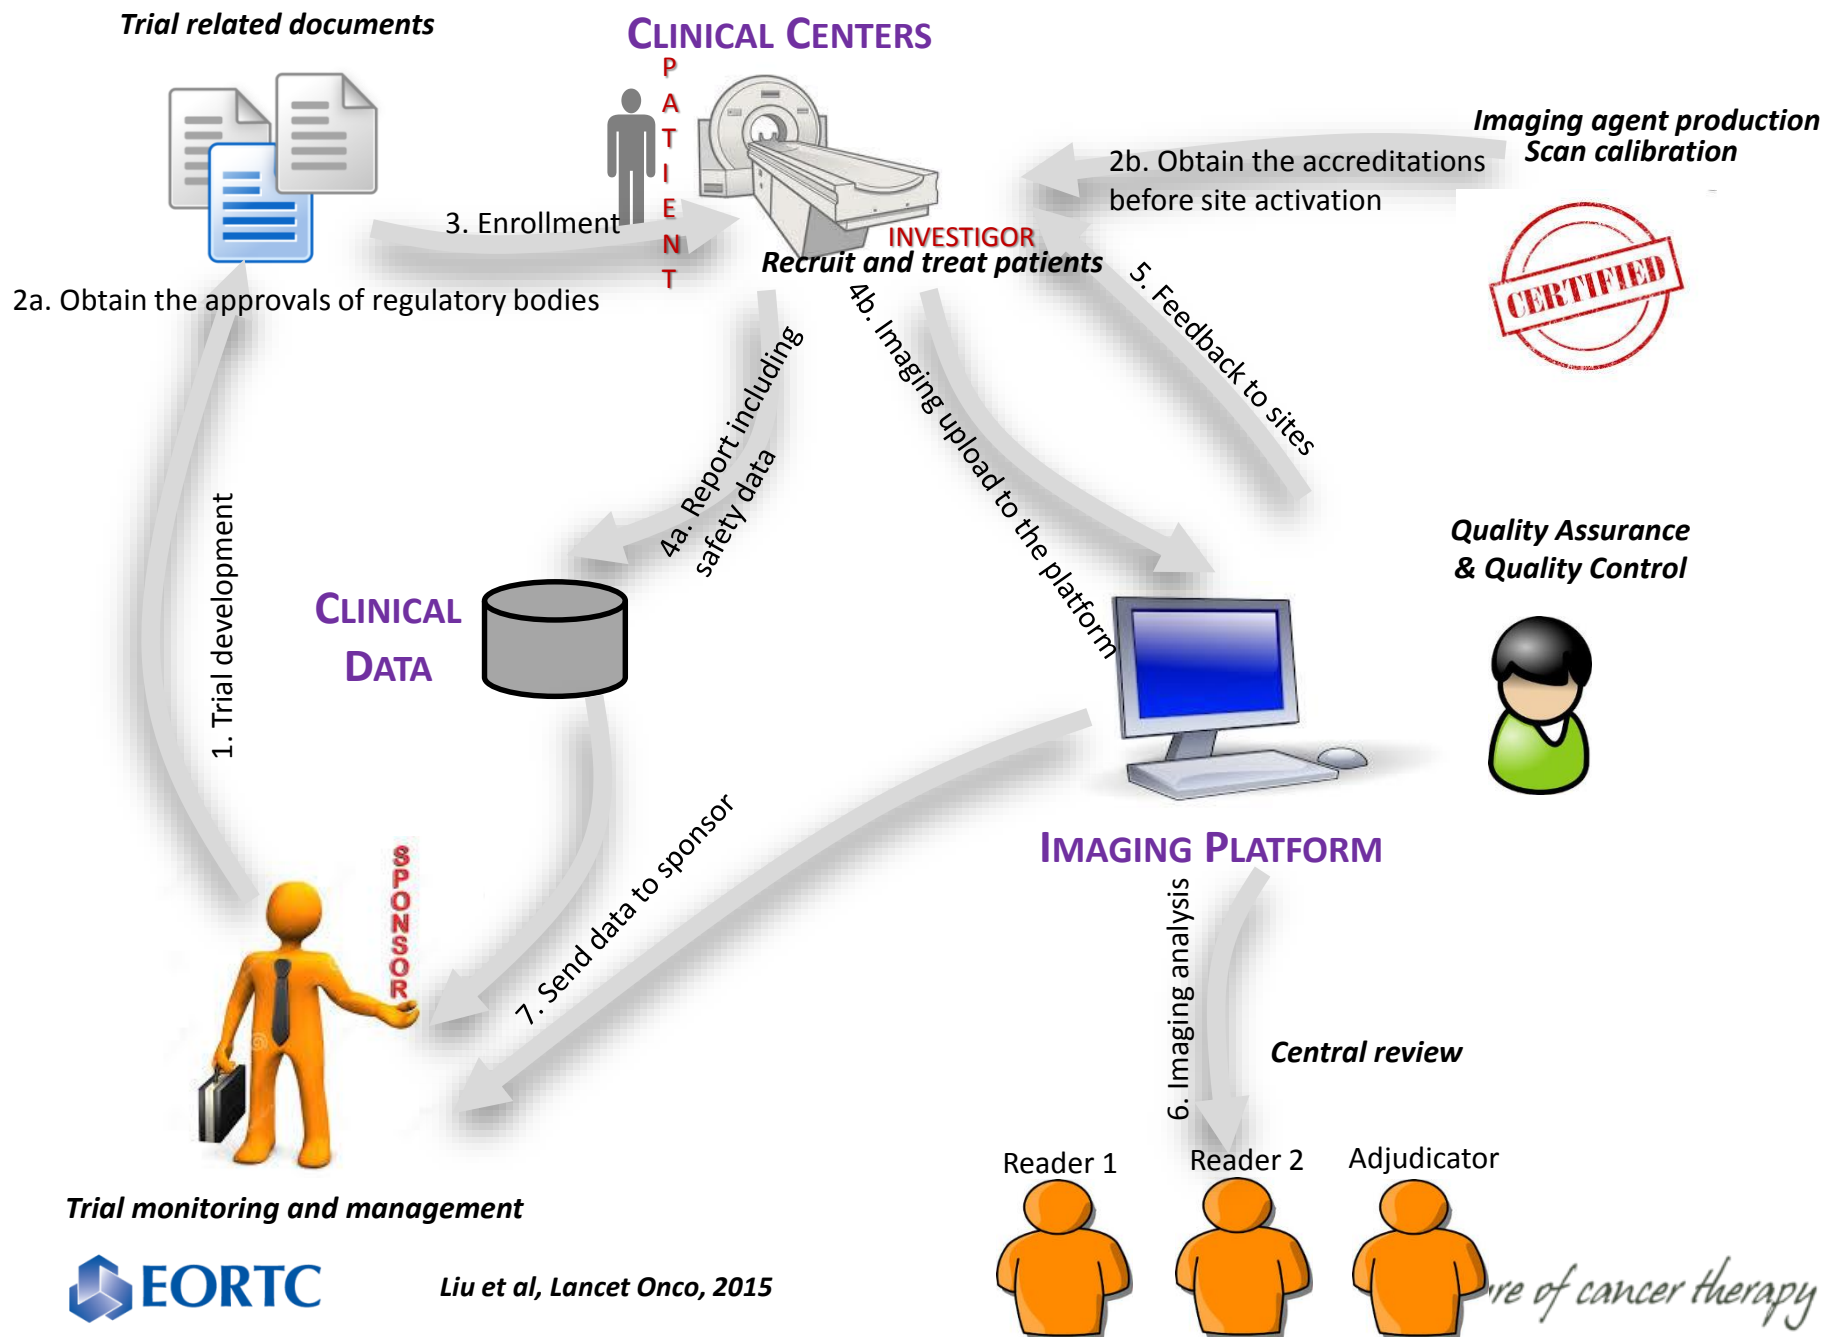 Trial related documents
CLINICAL CENTERS
PATIENT
Imaging agent production
Scan calibration
2b. Obtain the accreditations
before site activation
3. Enrollment
INVESTIGOR
Recruit and treat patients
CERTIFIED
2a. Obtain the approvals of regulatory bodies
5. Feedback to sites
4a. Report including
safety data
4b. Imaging upload to the platform
1. Trial development
Quality Assurance
& Quality Control
CLINICAL
DATA
IMAGING PLATFORM
SPONSOR
7. Send data to sponsor
6. Imaging analysis
Central review
Reader 1
Reader 2
Adjudicator
Trial monitoring and management
EORTC
Liu et al, Lancet Onco, 2015
of cancer therapy